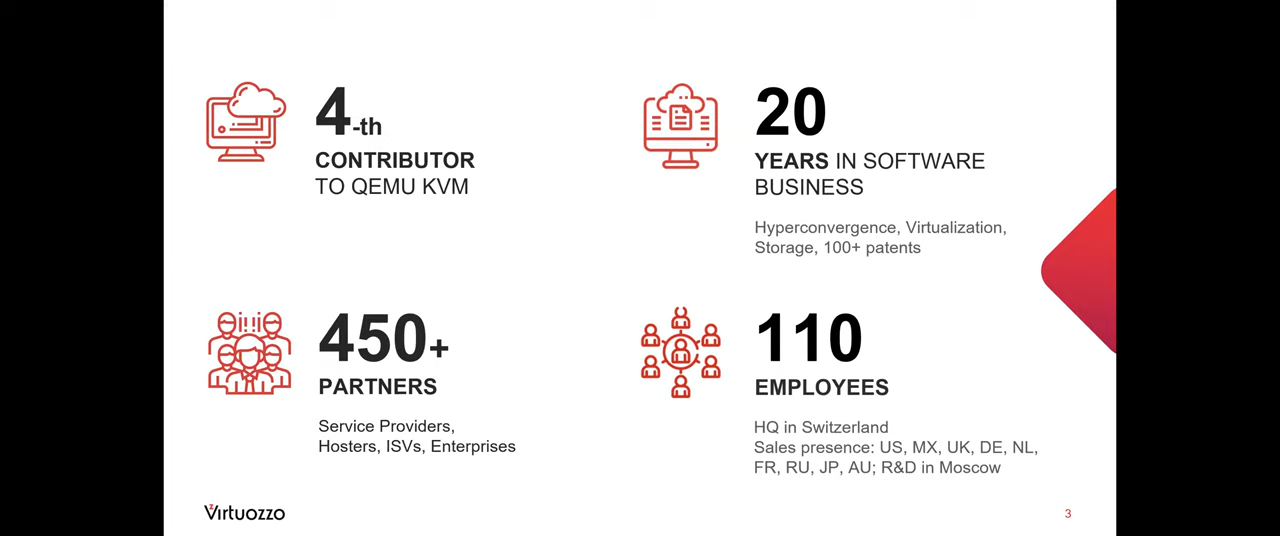 4-th
CONTRIBUTOR
TO QEMU KVM
20
YEARS IN SOFTWARE
BUSINESS
Hyperconvergence, Virtualization,
Storage, 100+ patents
450+
PARTNERS
Service Providers,
Hosters, ISVs, Enterprises
110
EMPLOYEES
HQ in Switzerland
Sales presence: US, MX, UK, DE, NL,
FR, RU, JP, AU; R&D in Moscow
Virtuozzo
3